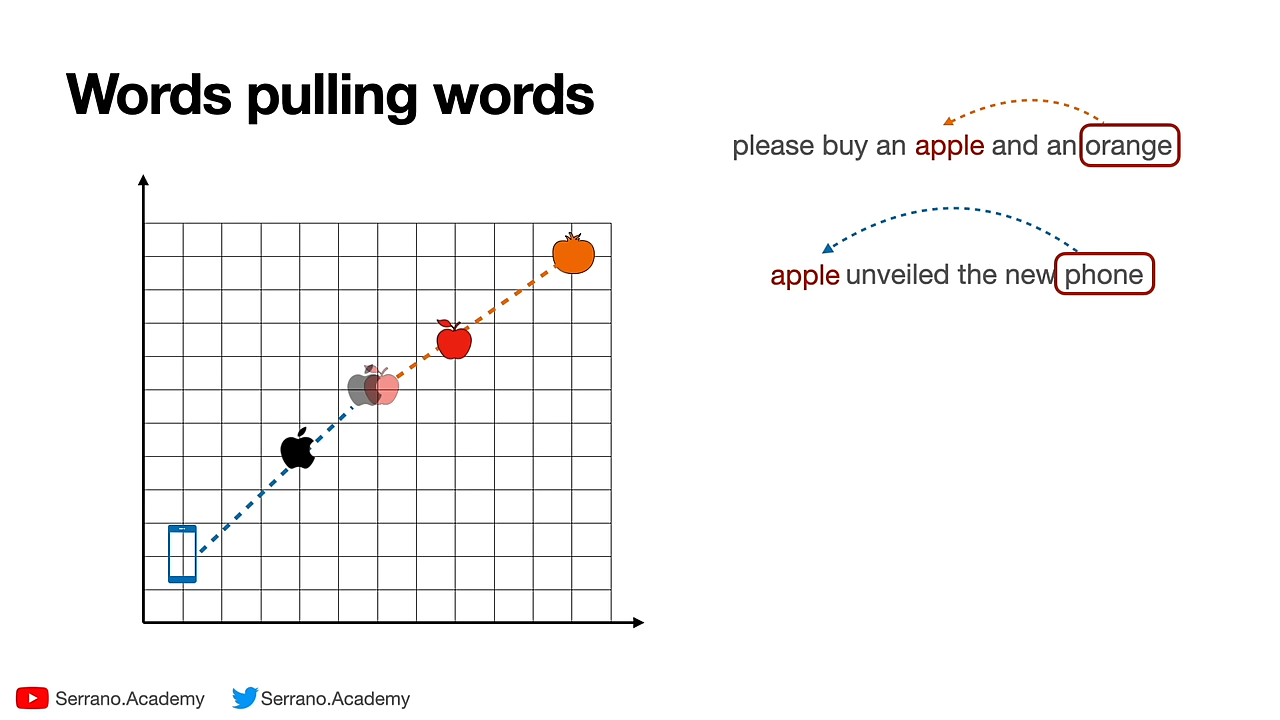 Words pulling words
please buy an apple and an orange
apple unveiled the new phone
Serrano.Academy
Serrano.Academy